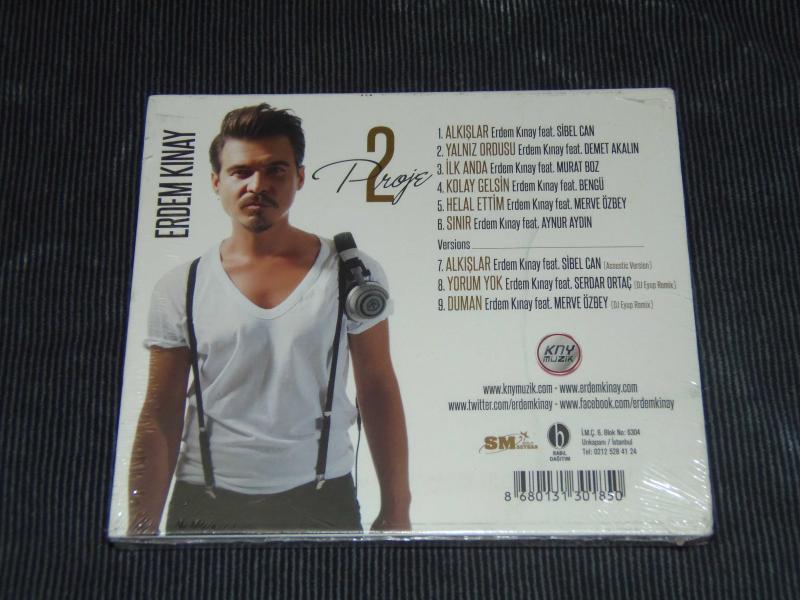 ERDEM KINAY
2
Proje
1. ALKIŞLAR Erdem Kınay feat. SİBEL CAN
2. YALNIZ ORDUSU Erdem Kınay feat. DEMET AKALIN
3. İLK ANDA Erdem Kınay feat. MURAT BOZ
4. KOLAY GELSİN Erdem Kınay feat. BENGÜ
5. HELAL ETTİM Erdem Kınay feat. MERVE ÖZBEY
6. SINIR Erdem Kınay feat. AYNUR AYDIN
Versions
7. ALKIŞLAR Erdem Kınay feat. SİBEL CAN (Acoustic Version)
8. YORUM YOK Erdem Kınay feat. SERDAR ORTAÇ (DJ Eyup Remix)
9. DUMAN Erdem Kınay feat. MERVE ÖZBEY (DJ Eyup Remix)
KNY
MUZIK
www.knymuzik.com - www.erdemkinay.com
www.twitter.com/erdemkinay - www.facebook.com/erdemkinay
SM
SEYHAN
BABIL
DAĞITIM
İ.M.Ç. 6. Blok No: 6304
Unkapanı / İstanbul
Tel: 0212 528 41 24
8 680131 301850